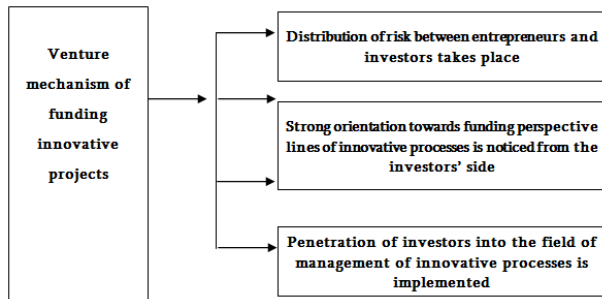 Venture
mechanism of
funding
innovative
projects
Distribution of risk between entrepreneurs and
investors takes place
Strong orientation towards funding perspective
lines of innovative processes is noticed from the
investors’ side
Penetration of investors into the field of
management of innovative processes is
implemented